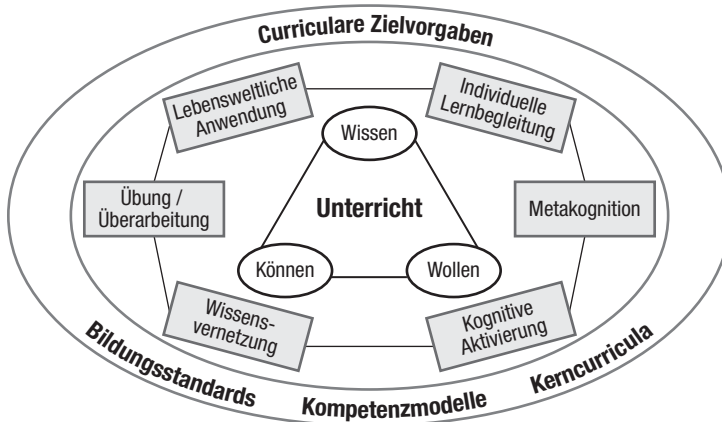 Curriculare Zielvorgaben
Lebensweltliche
Anwendung
Individuelle
Lernbegleitung
Wissen
Übung /
Überarbeitung
Unterricht
Metakognition
Können
Wollen
Wissens-
vernetzung
Kognitive
Aktivierung
Bildungsstandards
Kompetenzmodelle
Kerncurricula